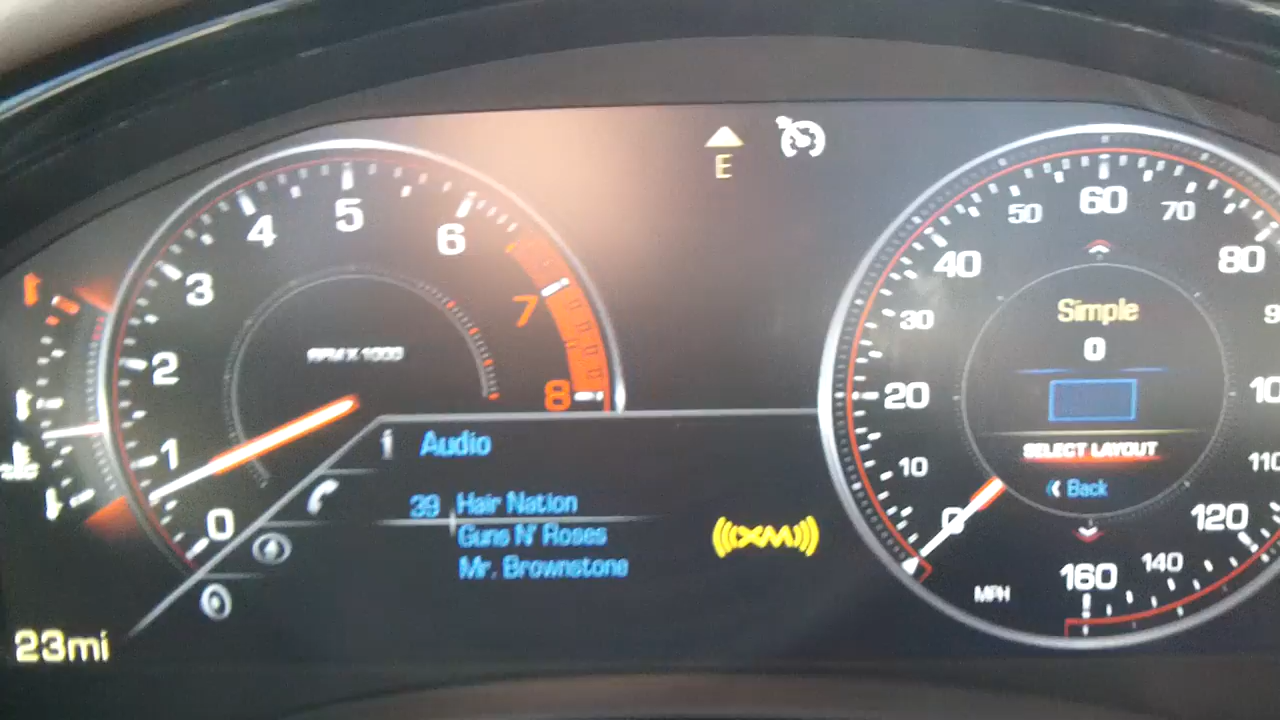 E
5
4
6
3
7
2
RPM X 1000
8
1
0
Audio
39 Hair Nation
Guns N' Roses
Mr. Brownstone
XM
23mi
60
50
70
40
80
30
Simple
0
20
10
SELECT LAYOUT
Back
0
120
140
160
MPH